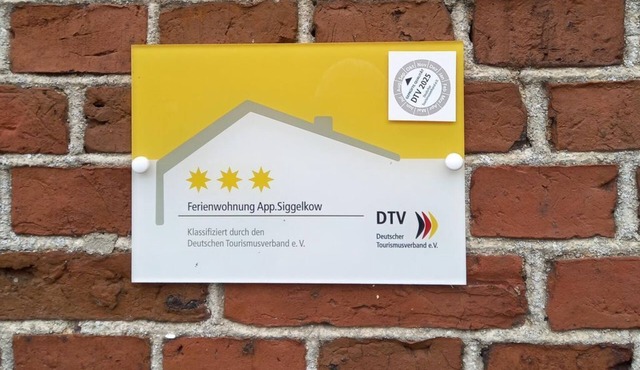 DTV 2025
Ferienwohnung App.Siggelkow
Klassifiziert durch den
Deutschen Tourismusverband e. V.
DTV
Deutscher
Tourismusverband e.V.